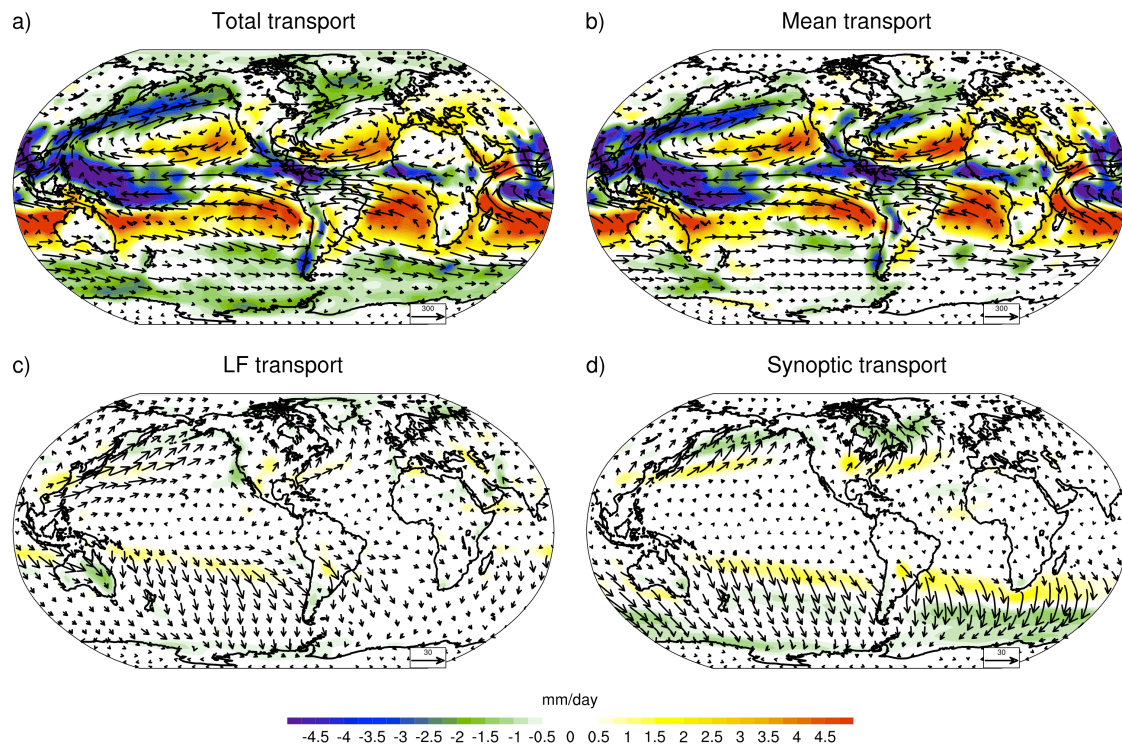 a) Total transport
b) Mean transport
300
300
c) LF transport
d) Synoptic transport
30
30
mm/day
-4.5 -4 -3.5 -3 -2.5 -2 -1.5 -1 -0.5 0 0.5 1 1.5 2 2.5 3 3.5 4 4.5